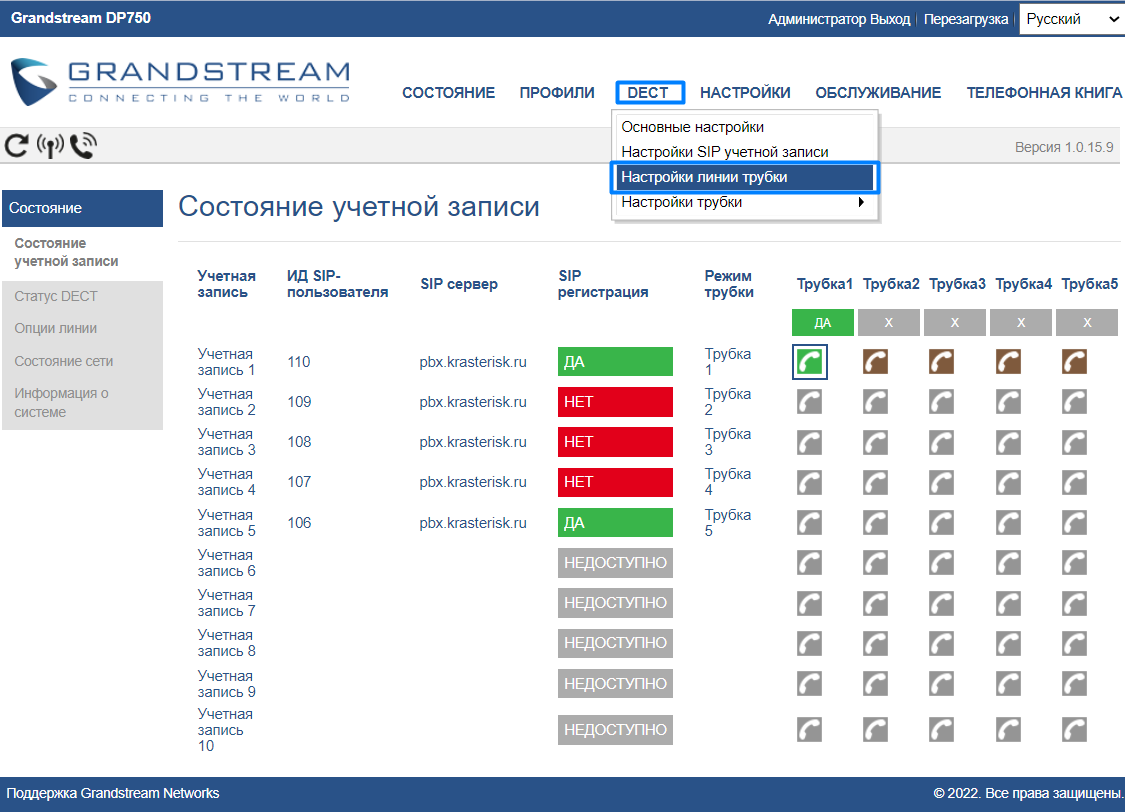 Grandstream DP750
Администратор Выход
Перезагрузка
Русский
GRANDSTREAM
CONNECTING THE WORLD
СОСТОЯНИЕ
ПРОФИЛИ
DECT
НАСТРОЙКИ
ОБСЛУЖИВАНИЕ
ТЕЛЕФОННАЯ КНИГА
Основные настройки
Настройки SIP учетной записи
Настройки линии трубки
Настройки трубки
Версия 1.0.15.9
Состояние
Состояние
учетной записи
Статус DECT
Опции линии
Состояние сети
Информация о
системе
Состояние учетной записи
Учетная
запись
ИД SIP-
пользователя
SIP сервер
SIP
регистрация
Режим
трубки
Трубка1
Трубка2
Трубка3
Трубка4
Трубка5
ДА
X
X
X
X
Учетная
запись 1
110
pbx.krasterisk.ru
ДА
Трубка
1
Учетная
запись 2
109
pbx.krasterisk.ru
НЕТ
Трубка
2
Учетная
запись 3
108
pbx.krasterisk.ru
НЕТ
Трубка
3
Учетная
запись 4
107
pbx.krasterisk.ru
НЕТ
Трубка
4
Учетная
запись 5
106
pbx.krasterisk.ru
ДА
Трубка
5
Учетная
запись 6
НЕДОСТУПНО
Учетная
запись 7
НЕДОСТУПНО
Учетная
запись 8
НЕДОСТУПНО
Учетная
запись 9
НЕДОСТУПНО
Учетная
запись
10
НЕДОСТУПНО
Поддержка Grandstream Networks
© 2022. Все права защищены.